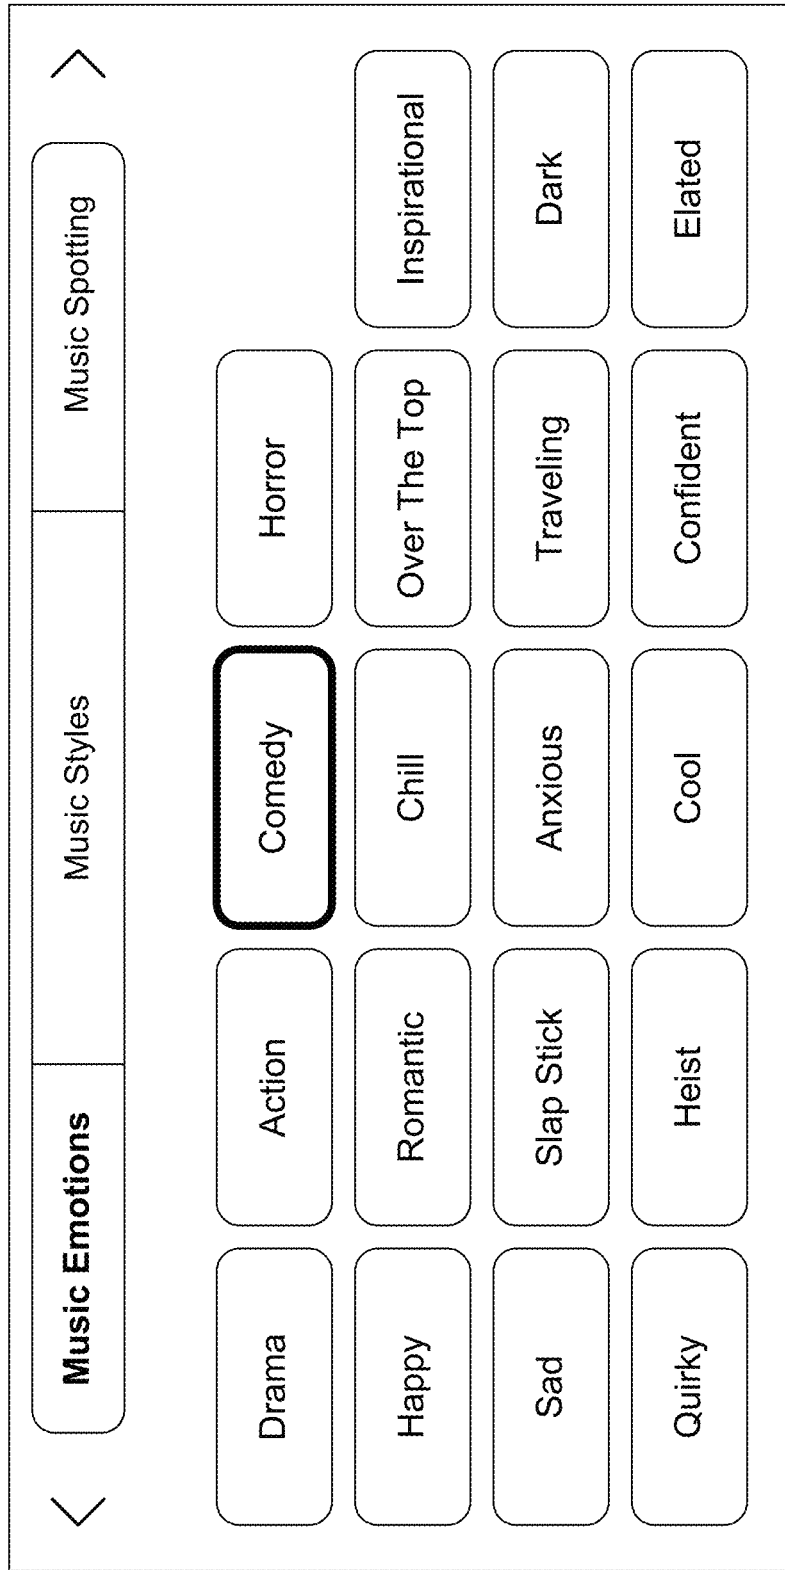 Music Emotions
Music Styles
Music Spotting
Drama
Action
Comedy
Horror
Happy
Romantic
Chill
Over The Top
Inspirational
Sad
Slap Stick
Anxious
Traveling
Dark
Quirky
Heist
Cool
Confident
Elated